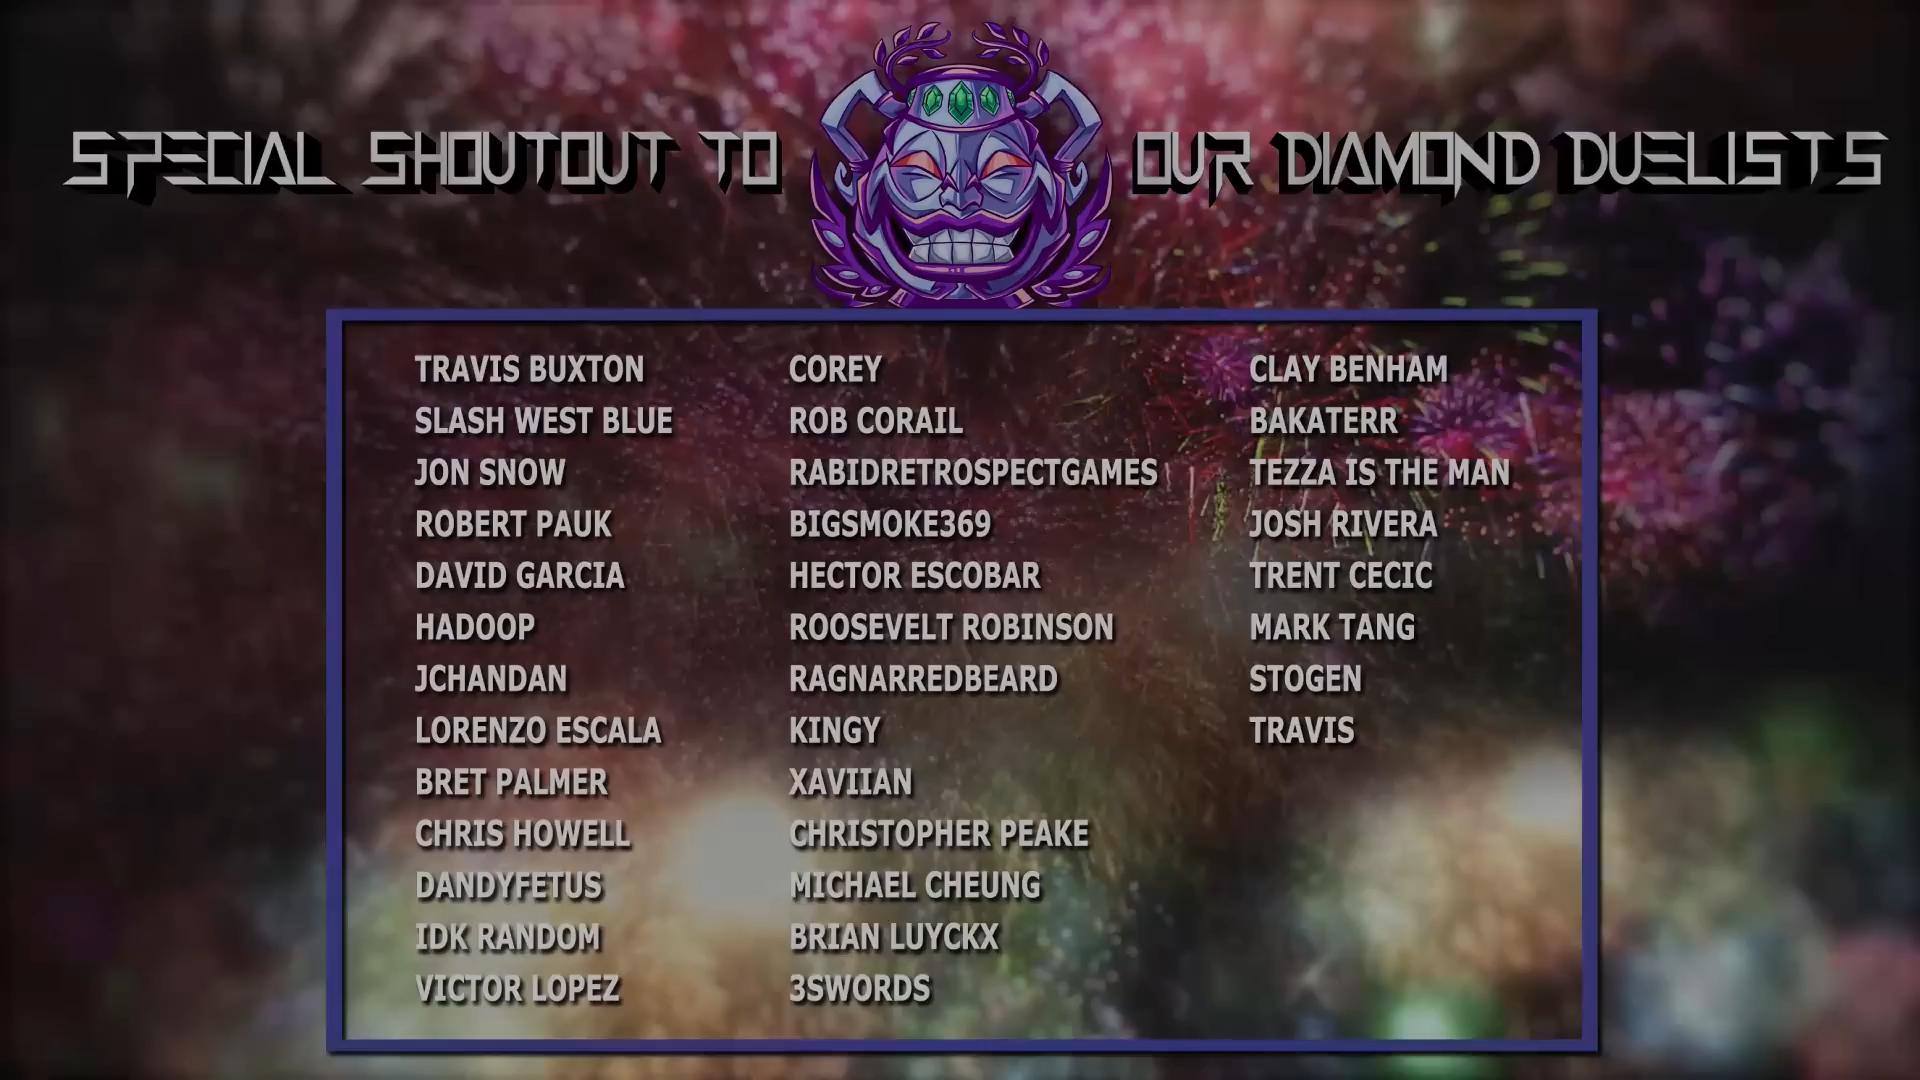 SPECIAL SHOUTOUT TO OUR DIAMOND DUELISTS
TRAVIS BUXTON
SLASH WEST BLUE
JON SNOW
ROBERT PAUK
DAVID GARCIA
HADOOP
JCHANDAN
LORENZO ESCALA
BRET PALMER
CHRIS HOWELL
DANDYFETUS
IDK RANDOM
VICTOR LOPEZ
COREY
ROB CORAIL
RABIDRETROSPECTGAMES
BIGSMOKE369
HECTOR ESCOBAR
ROOSEVELT ROBINSON
RAGNARREDBEARD
KINGY
XAVIIAN
CHRISTOPHER PEAKE
MICHAEL CHEUNG
BRIAN LUYCKX
3SWORDS
CLAY BENHAM
BAKATERR
TEZZA IS THE MAN
JOSH RIVERA
TRENT CECIC
MARK TANG
STOGEN
TRAVIS